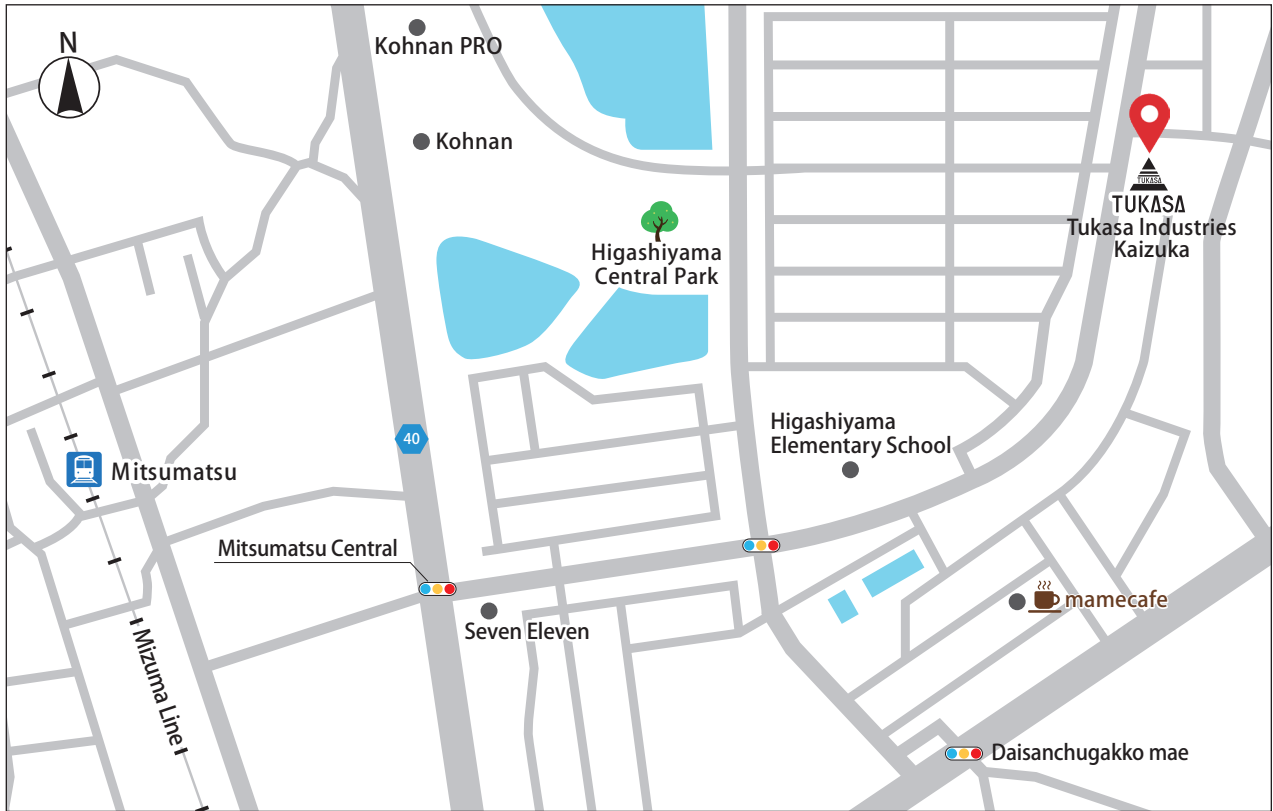 N
Kohnan PRO
Kohnan
TUKASA
TUKASA
Tukasa Industries
Kaizuka
Higashiyama
Central Park
40
Higashiyama
Elementary School
Mitsumatsu
Mitsumatsu Central
Seven Eleven
mamecafe
Mizuma Line
Daisanchugakko mae